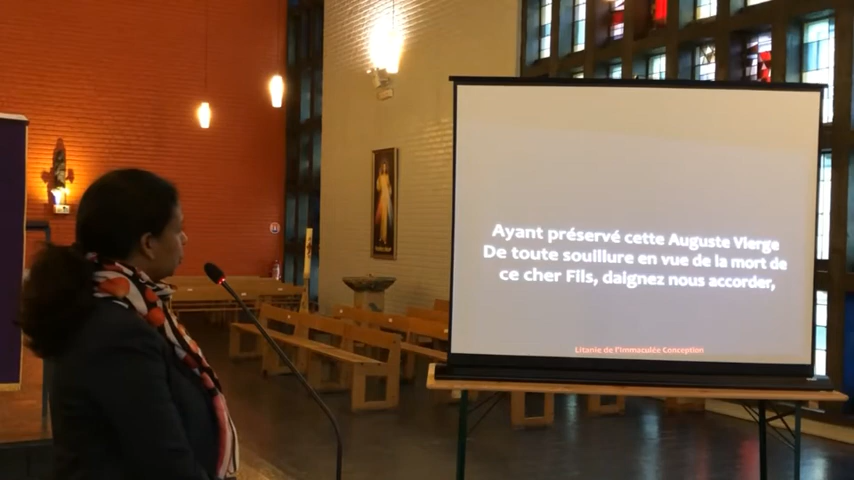 Ayant préservé cette Auguste Vierge
De toute souillure en vue de la mort de
ce cher Fils, daignez nous accorder,
Litanie de l'Immaculée Conception